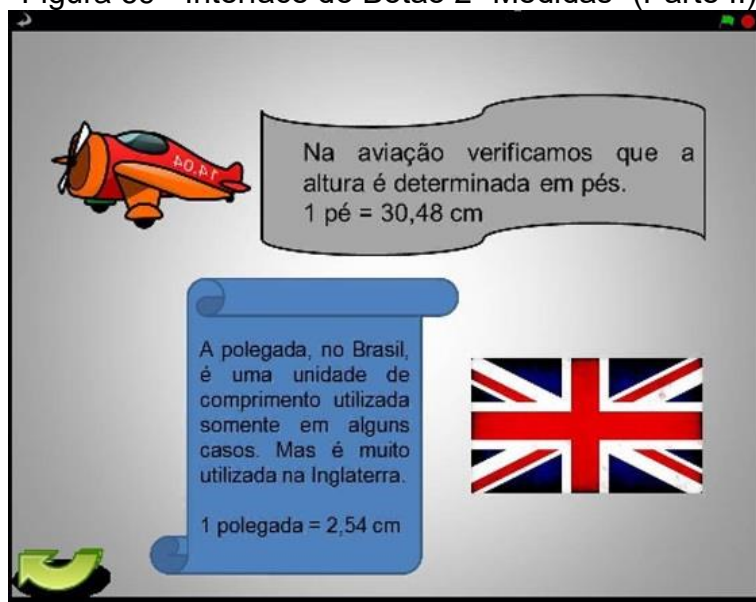 Na aviação verificamos que a
altura é determinada em pés.
1 pé = 30,48 cm
A polegada, no Brasil,
é uma unidade de
comprimento utilizada
somente em alguns
casos. Mas é muito
utilizada na Inglaterra.
1 polegada = 2,54 cm